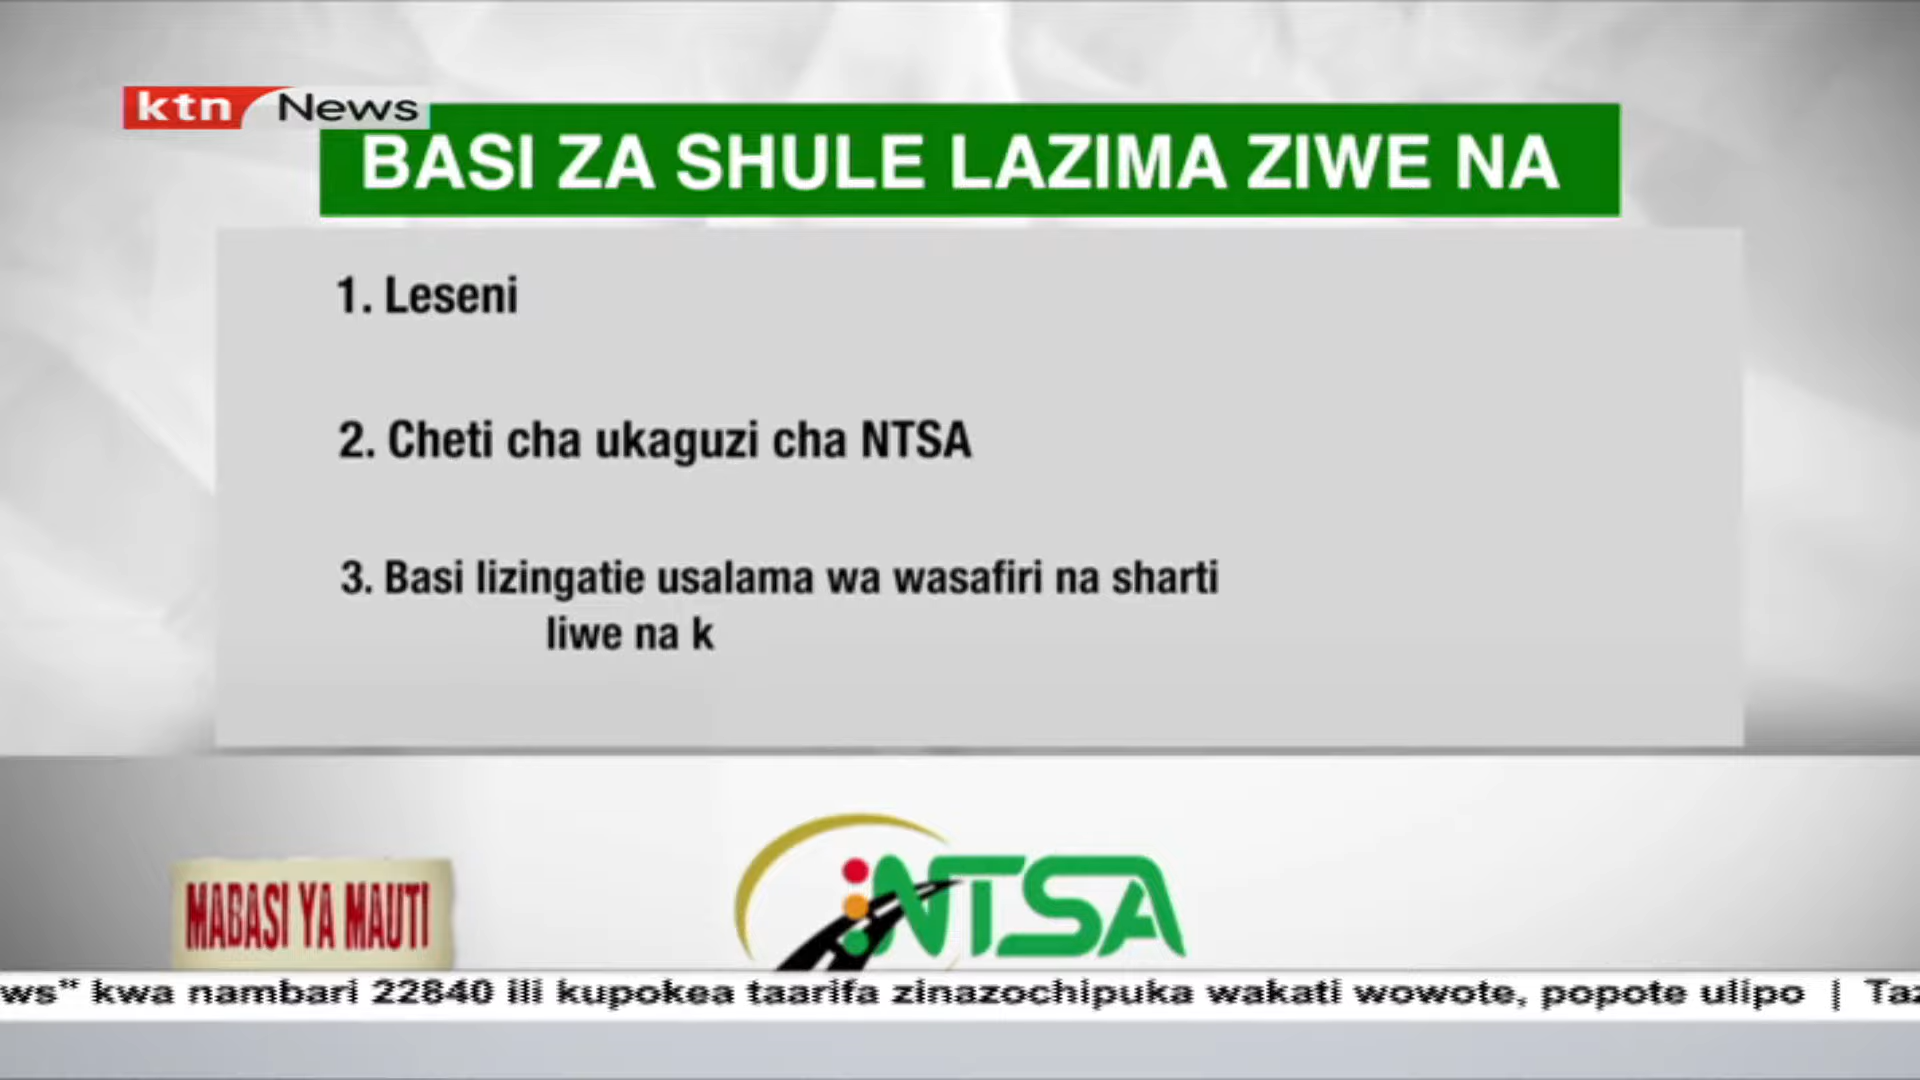 ktn News
BASI ZA SHULE LAZIMA ZIWE NA
1. Leseni
2. Cheti cha ukaguzi cha NTSA
3. Basi lizingatie usalama wa wasafiri na sharti
liwe na k
MABASI YA MAUTI
NTSA
ws" kwa nambari 22840 ili kupokea taarifa zinazochipuka wakati wowote, popote ulipo | Taz